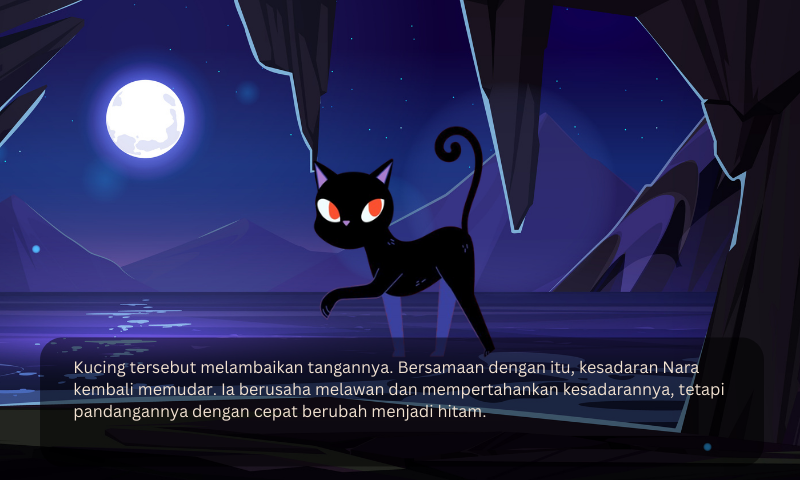 Kucing tersebut melambaikan tangannya. Bersamaan dengan itu, kesadaran Nara
kembali memudar. Ia berusaha melawan dan mempertahankan kesadarannya, tetapi
pandangannya dengan cepat berubah menjadi hitam.